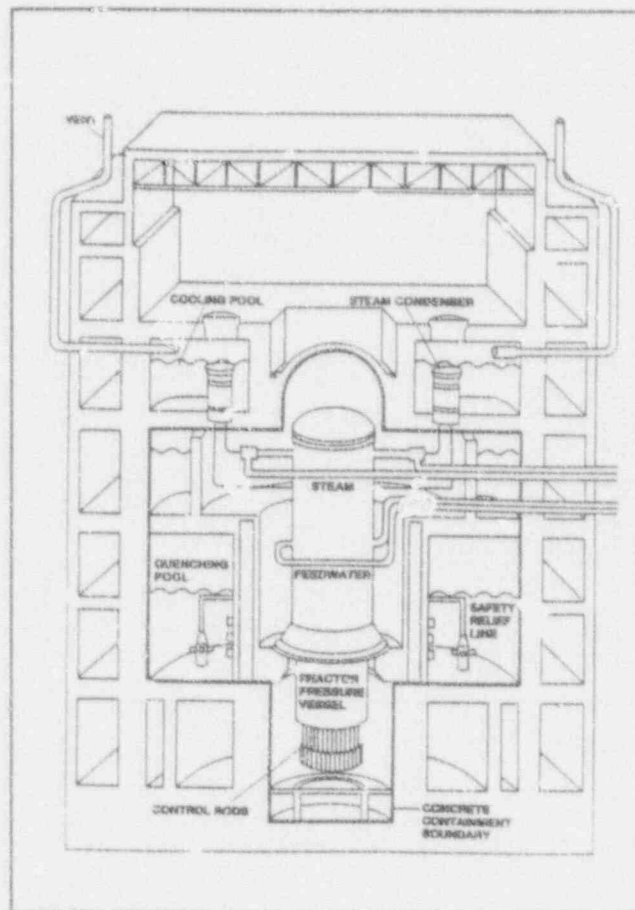 VENT
COOLING POOL
STEAM CONDENSER
STEAM
QUENCHING
POOL
FEEDWATER
SAFETY
RELIEF
LINE
REACTOR
PRESSURE
VESSEL
CONTROL RODS
CONCRETE
CONTAINMENT
BOUNDARY